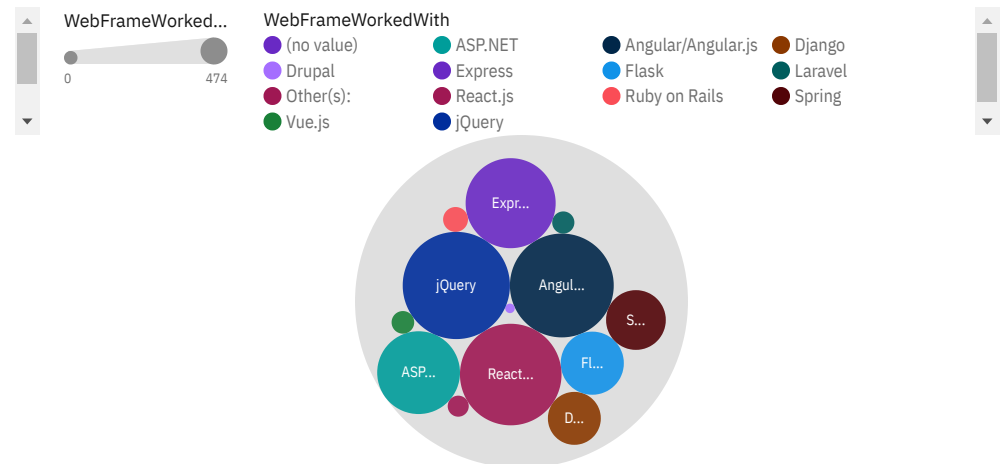 WebFrameWorked...
0 474
WebFrameWorkedWith
(no value) ASP.NET Angular/Angular.js Django
Drupal Express Flask Laravel
Other(s): React.js Ruby on Rails Spring
Vue.js jQuery
Expr...
jQuery Angul...
S...
Fl...
ASP... React...
D...